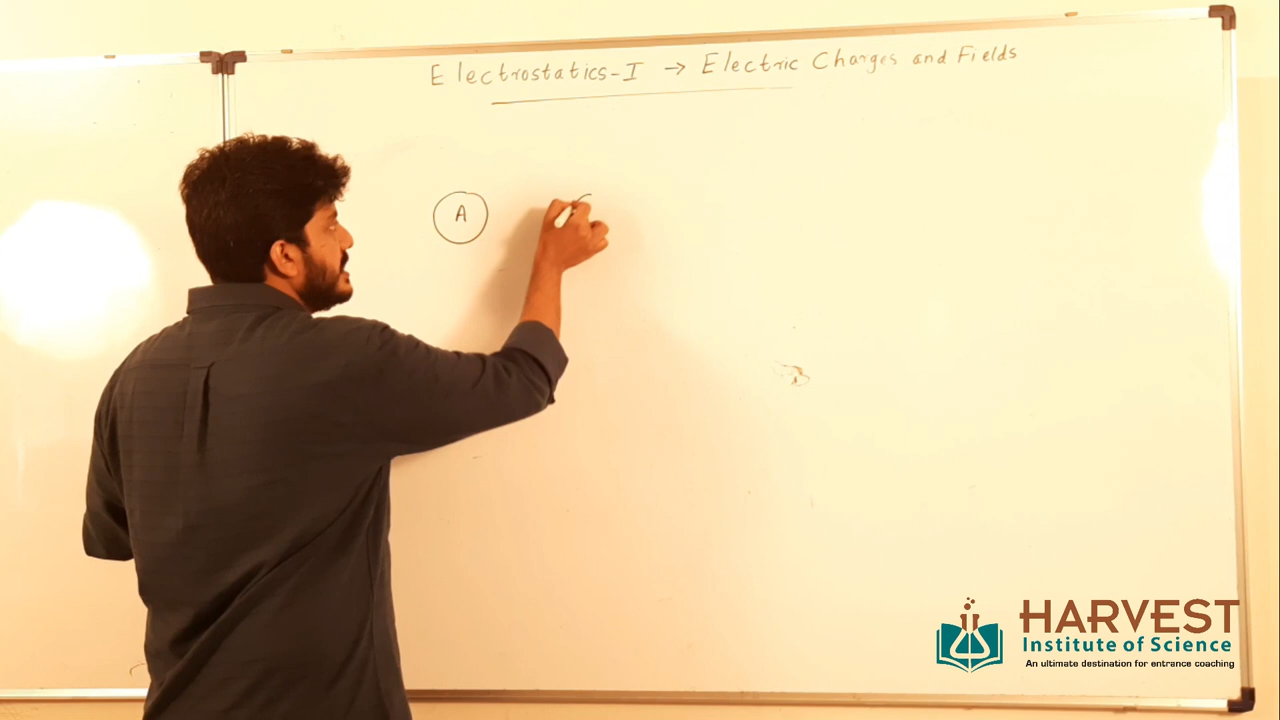 Electrostatics-I → Electric Charges and Fields
A
HARVEST
Institute of Science
An ultimate destination for entrance coaching